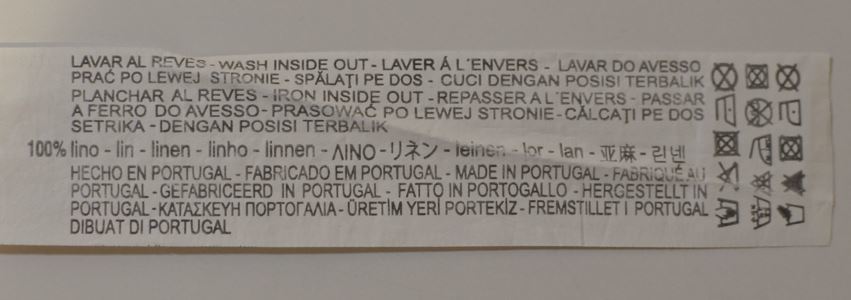 LAVAR AL REVES - WASH INSIDE OUT - LAVER Á L´ENVERS - LAVAR DO AVESSO
PRAĆ PO LEWEJ STRONIE - SPĂLAŢI PE DOS - CUCI DENGAN POSISI TERBALIK
PLANCHAR AL REVES - IRON INSIDE OUT - REPASSER A L´ENVERS - PASSAR
A FERRO DO AVESSO - PRASOWAĆ PO LEWEJ STRONIE - CĂLCAŢI PE DOS
SETRIKA - DENGAN POSISI TERBALIK
100% lino - lin - linen - linho - linnen - ΛΙΝΟ - リネン - leinen - lor - lan - 亚麻 - 린넨
HECHO EN PORTUGAL - FABRICADO EM PORTUGAL - MADE IN PORTUGAL - FABRIQUÉ AU
PORTUGAL - GEFABRICEERD IN PORTUGAL - FATTO IN PORTOGALLO - HERGESTELLT IN
PORTUGAL - ΚΑΤΑΣΚΕΥΗ ΠΟΡΤΟΓΑΛΙΑ - ÜRETİM YERİ PORTEKİZ - FREMSTILLET I PORTUGAL
DIBUAT DI PORTUGAL